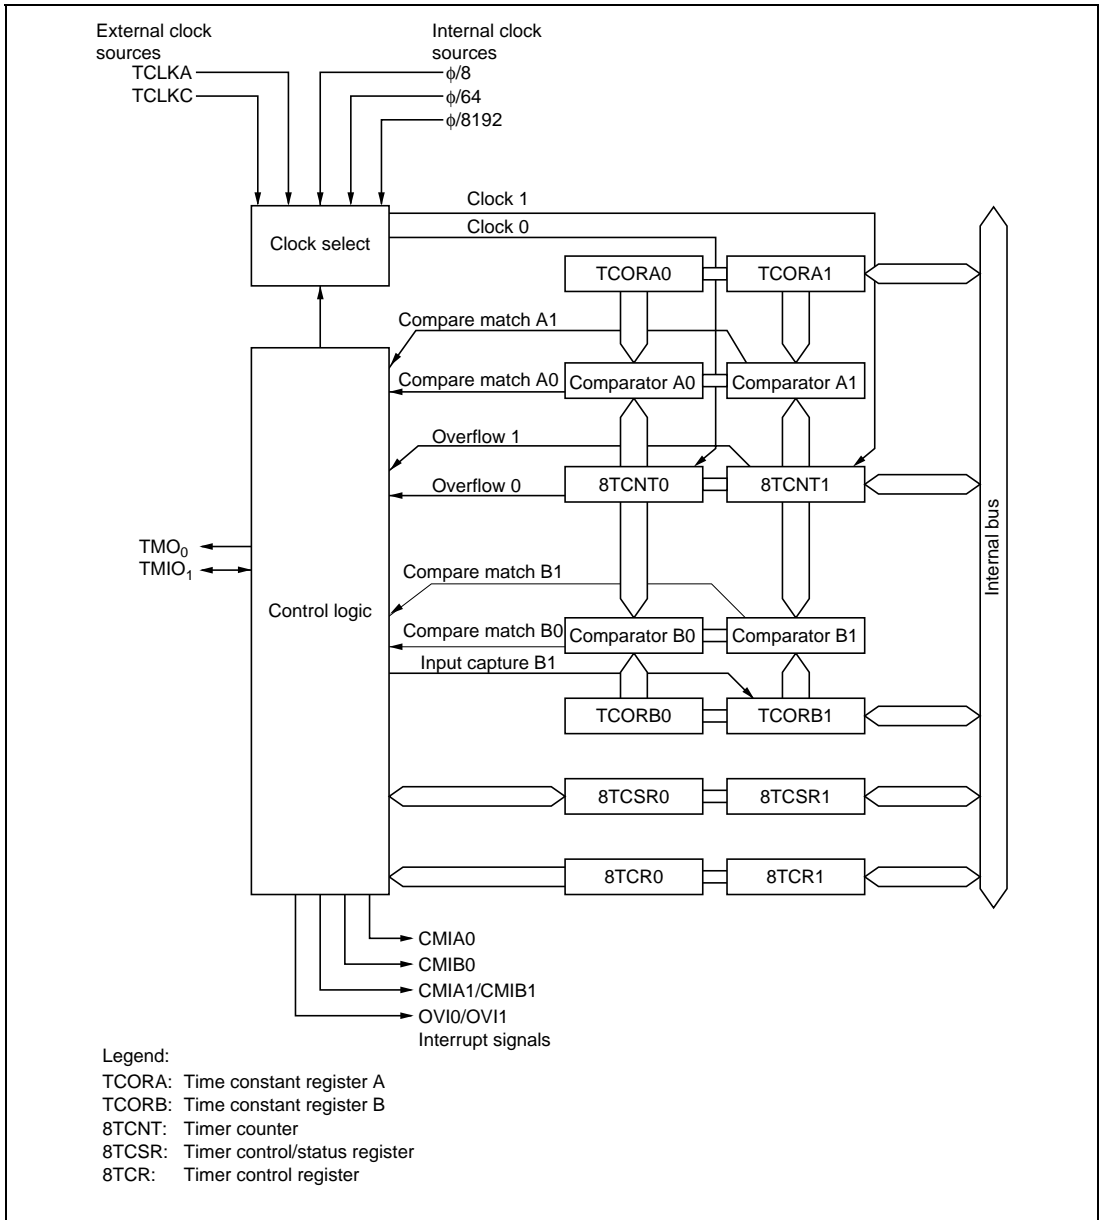 External clock
sources
TCLKA
TCLKC
Internal clock
sources
ϕ/8
ϕ/64
ϕ/8192
Clock select
Clock 1
Clock 0
TCORA0
TCORA1
Compare match A1
Compare match A0
Comparator A0
Comparator A1
Overflow 1
Overflow 0
8TCNT0
8TCNT1
Internal bus
TMO₀
TMIO₁
Control logic
Compare match B1
Compare match B0
Comparator B0
Comparator B1
Input capture B1
TCORB0
TCORB1
8TCSR0
8TCSR1
8TCR0
8TCR1
CMIA0
CMIB0
CMIA1/CMIB1
OVI0/OVI1
Interrupt signals
Legend:
TCORA: Time constant register A
TCORB: Time constant register B
8TCNT: Timer counter
8TCSR: Timer control/status register
8TCR: Timer control register